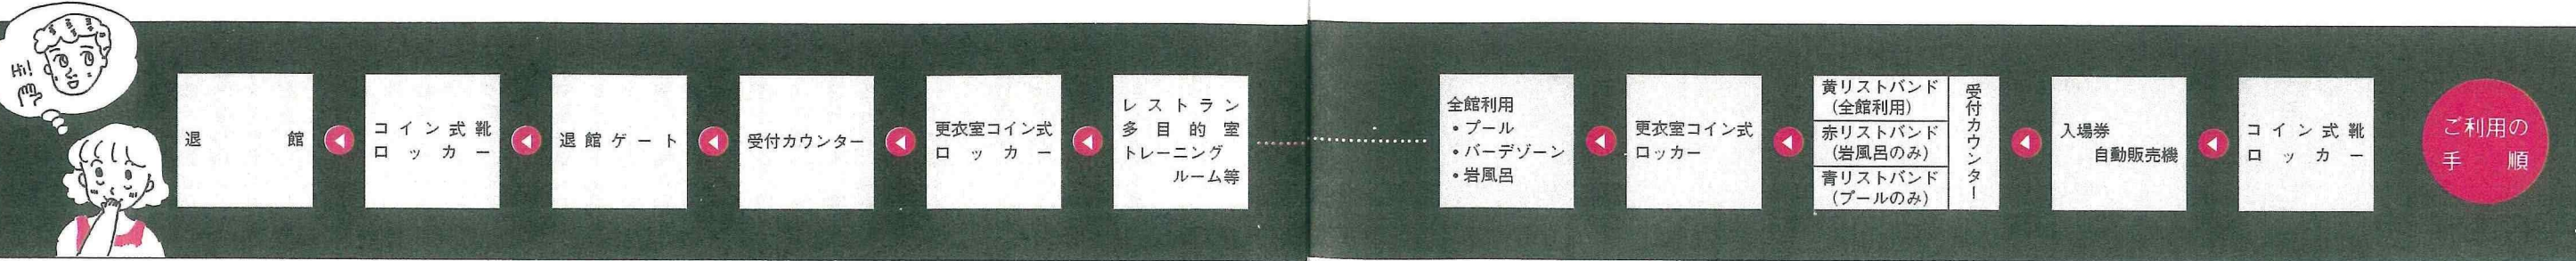 ご利用の
手順
コイン式靴
ロッカー
入場券
自動販売機
受付カウンター
黄リストバンド
(全館利用)
赤リストバンド
(岩風呂のみ)
青リストバンド
(プールのみ)
更衣室コイン式
ロッカー
全館利用
・プール
・バーデゾーン
・岩風呂
レストラン
多目的室
トレーニング
ルーム等
更衣室コイン式
ロッカー
受付カウンター
退館ゲート
コイン式靴
ロッカー
退館